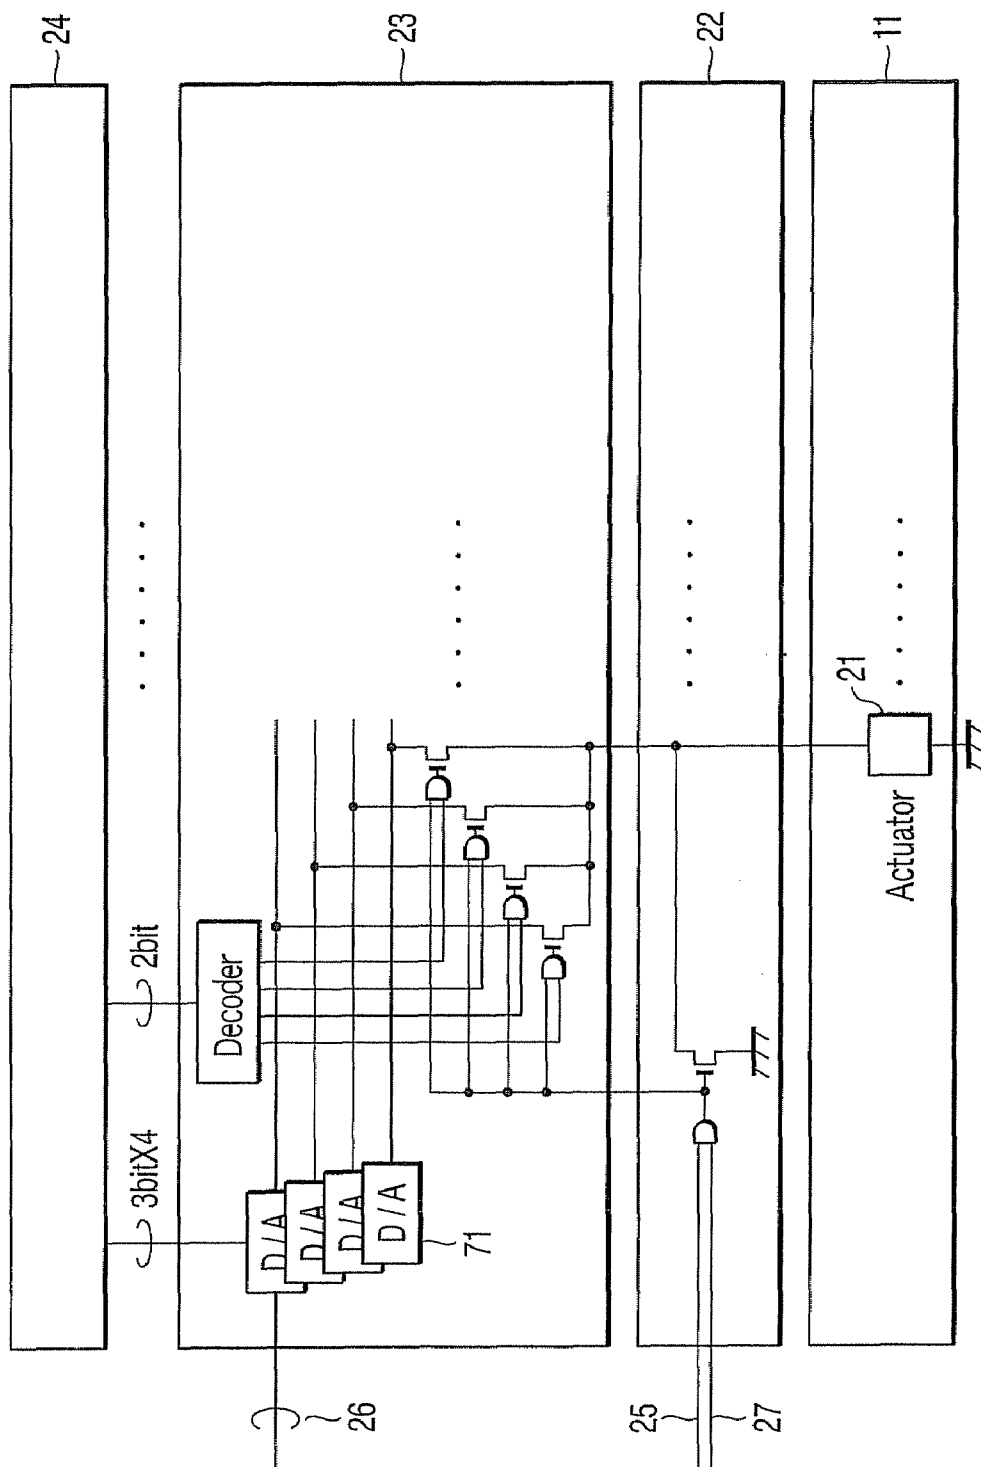 24
23
22
11
3bitX4
2bit
Decoder
D/A
D/A
D/A
D/A
71
21
Actuator
26
25
27